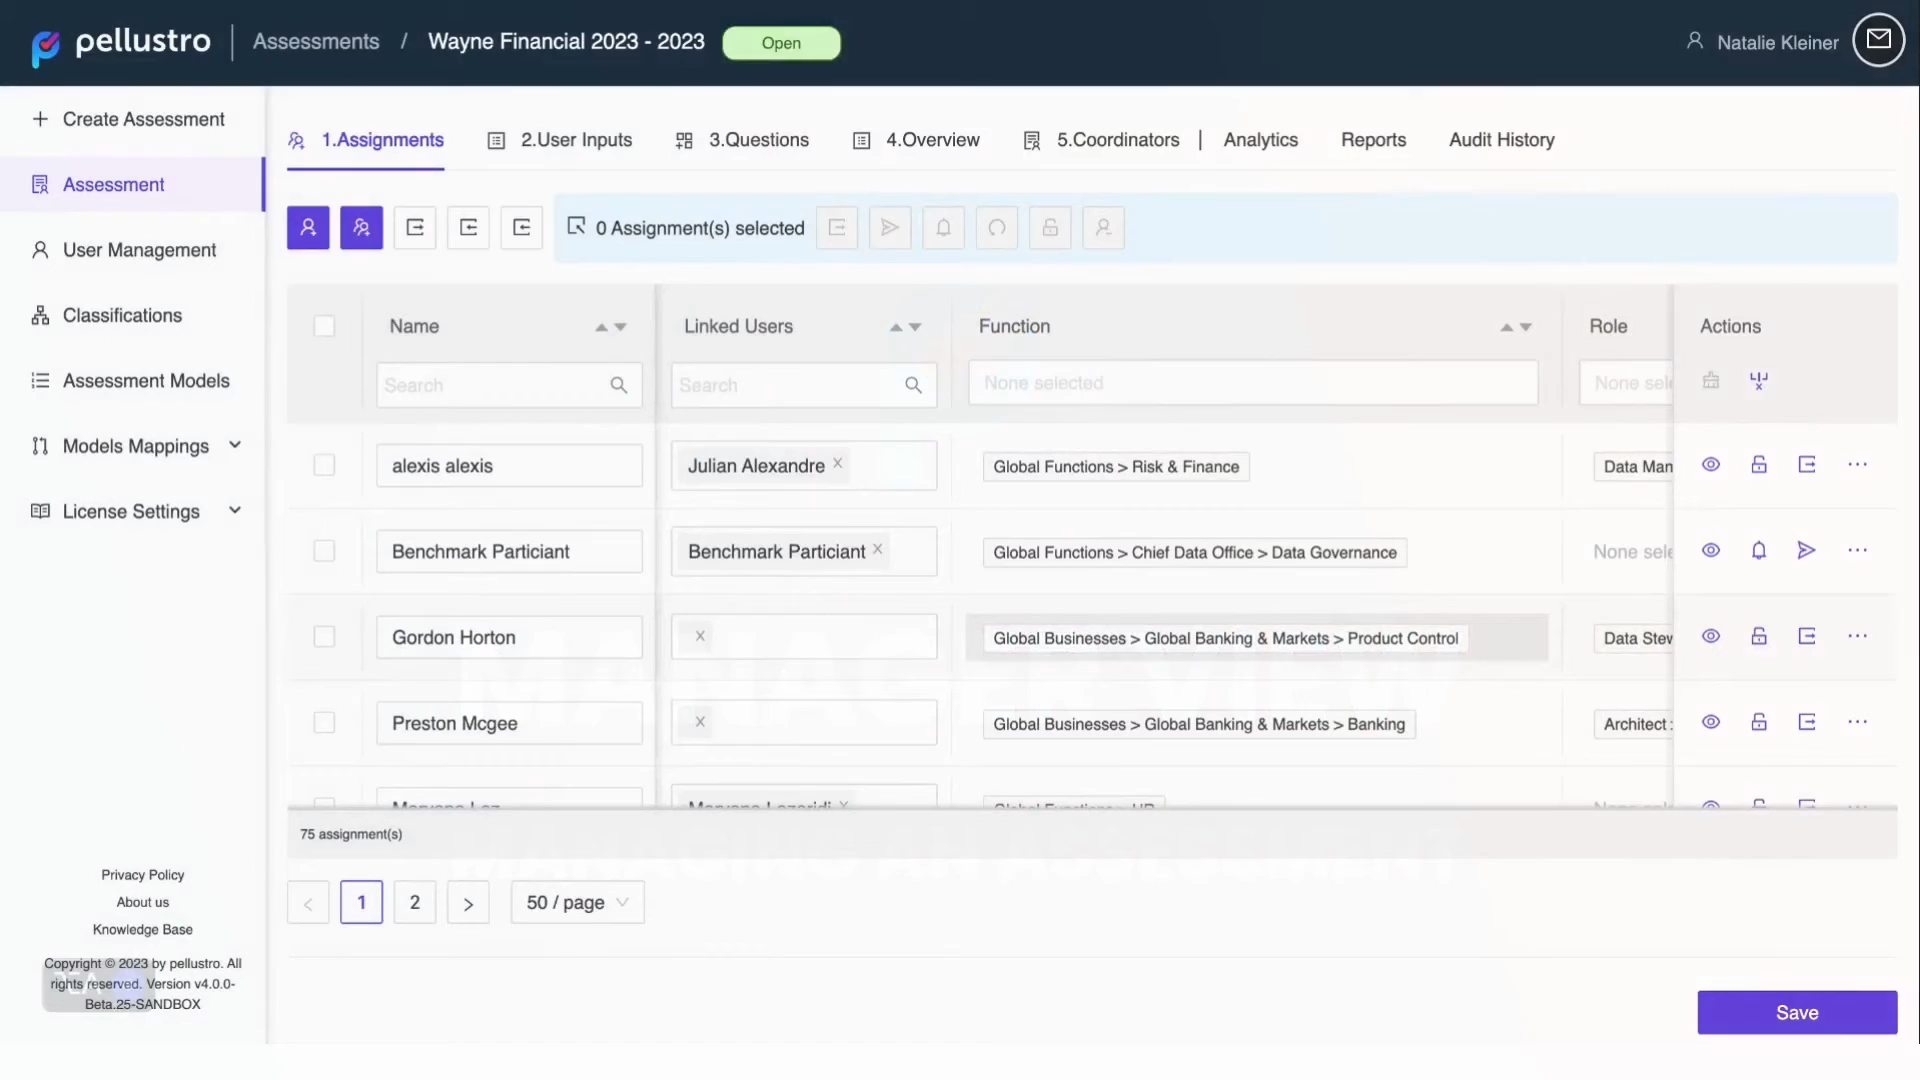 pellustro
Assessments / Wayne Financial 2023 - 2023
Open
Natalie Kleiner
Create Assessment
Assessment
User Management
Classifications
Assessment Models
Models Mappings
License Settings
Privacy Policy
About us
Knowledge Base
Copyright © 2023 by pellustro. All
rights reserved. Version v4.0.0-
Beta.25-SANDBOX
1.Assignments
2.User Inputs
3.Questions
4.Overview
5.Coordinators
Analytics
Reports
Audit History
0 Assignment(s) selected
Name
Linked Users
Function
Role
Actions
Search
Search
None selected
None sele
alexis alexis
Julian Alexandre
Global Functions > Risk & Finance
Data Man
Benchmark Particiant
Benchmark Particiant
Global Functions > Chief Data Office > Data Governance
None sele
Gordon Horton
Global Businesses > Global Banking & Markets > Product Control
Data Stew
Preston Mcgee
Global Businesses > Global Banking & Markets > Banking
Architect
MANAGER VIEW
MANAGING AN ASSESSMENT
75 assignment(s)
1
2
50 / page
Save